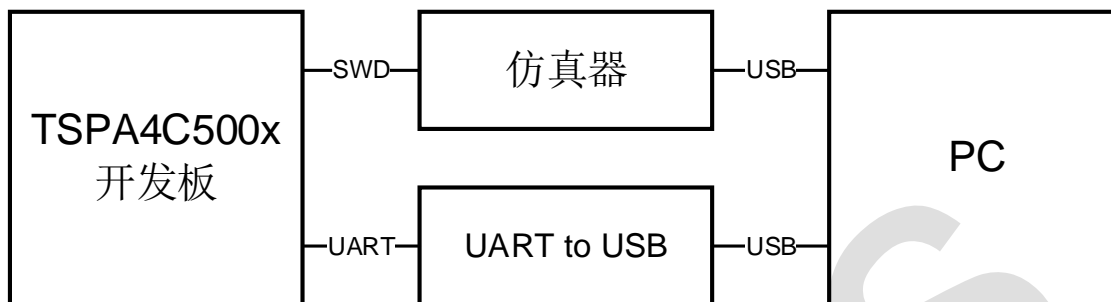 TSPA4C500x
开发板
SWD
仿真器
USB
PC
UART
UART to USB
USB